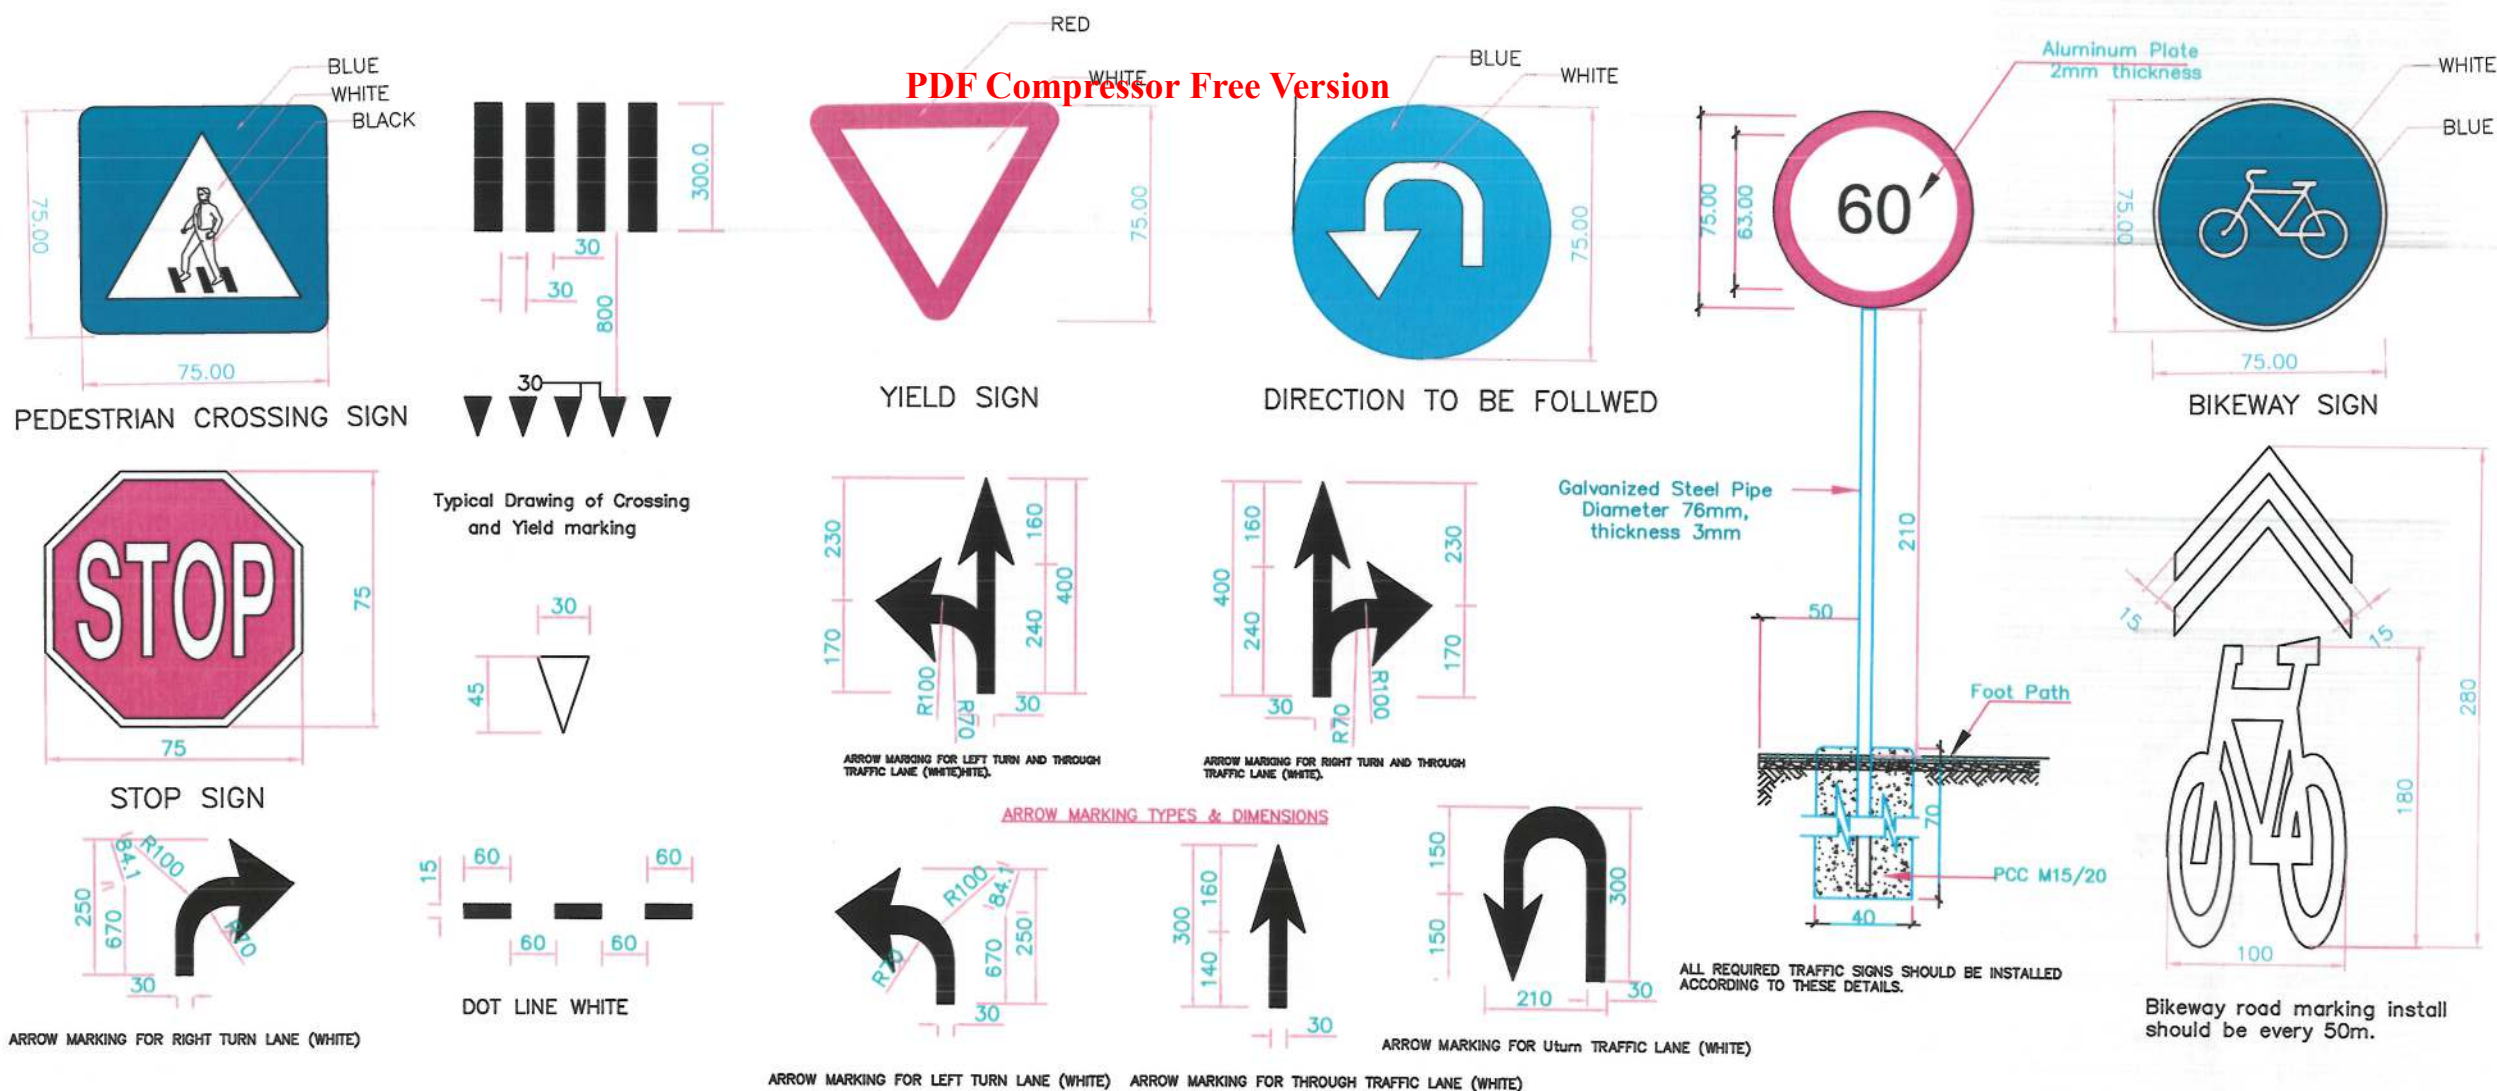 PDF Compressor Free Version
BLUE
WHITE
BLACK
75.00
75.00
PEDESTRIAN CROSSING SIGN
300.0
30
30
800
30
Typical Drawing of Crossing
and Yield marking
RED
WHITE
75.00
YIELD SIGN
BLUE
WHITE
75.00
DIRECTION TO BE FOLLWED
Aluminum Plate
2mm thickness
75.00
63.00
60
WHITE
BLUE
75.00
75.00
BIKEWAY SIGN
STOP
75
75
STOP SIGN
30
45
230
170
160
240
400
R100
R70
30
ARROW MARKING FOR LEFT TURN AND THROUGH
TRAFFIC LANE (WHITE)HITE).
400
160
240
230
170
30
R70
R100
ARROW MARKING FOR RIGHT TURN AND THROUGH
TRAFFIC LANE (WHITE).
Galvanized Steel Pipe
Diameter 76mm,
thickness 3mm
210
50
Foot Path
70
PCC M15/20
40
ALL REQUIRED TRAFFIC SIGNS SHOULD BE INSTALLED
ACCORDING TO THESE DETAILS.
15
15
280
180
100
Bikeway road marking install
should be every 50m.
ARROW MARKING TYPES & DIMENSIONS
84.1
R100
250
670
R70
30
ARROW MARKING FOR RIGHT TURN LANE (WHITE)
15
60
60
60
60
DOT LINE WHITE
R100
84.1
R70
670
250
30
ARROW MARKING FOR LEFT TURN LANE (WHITE)
300
160
140
30
ARROW MARKING FOR THROUGH TRAFFIC LANE (WHITE)
150
150
300
210
30
ARROW MARKING FOR Uturn TRAFFIC LANE (WHITE)